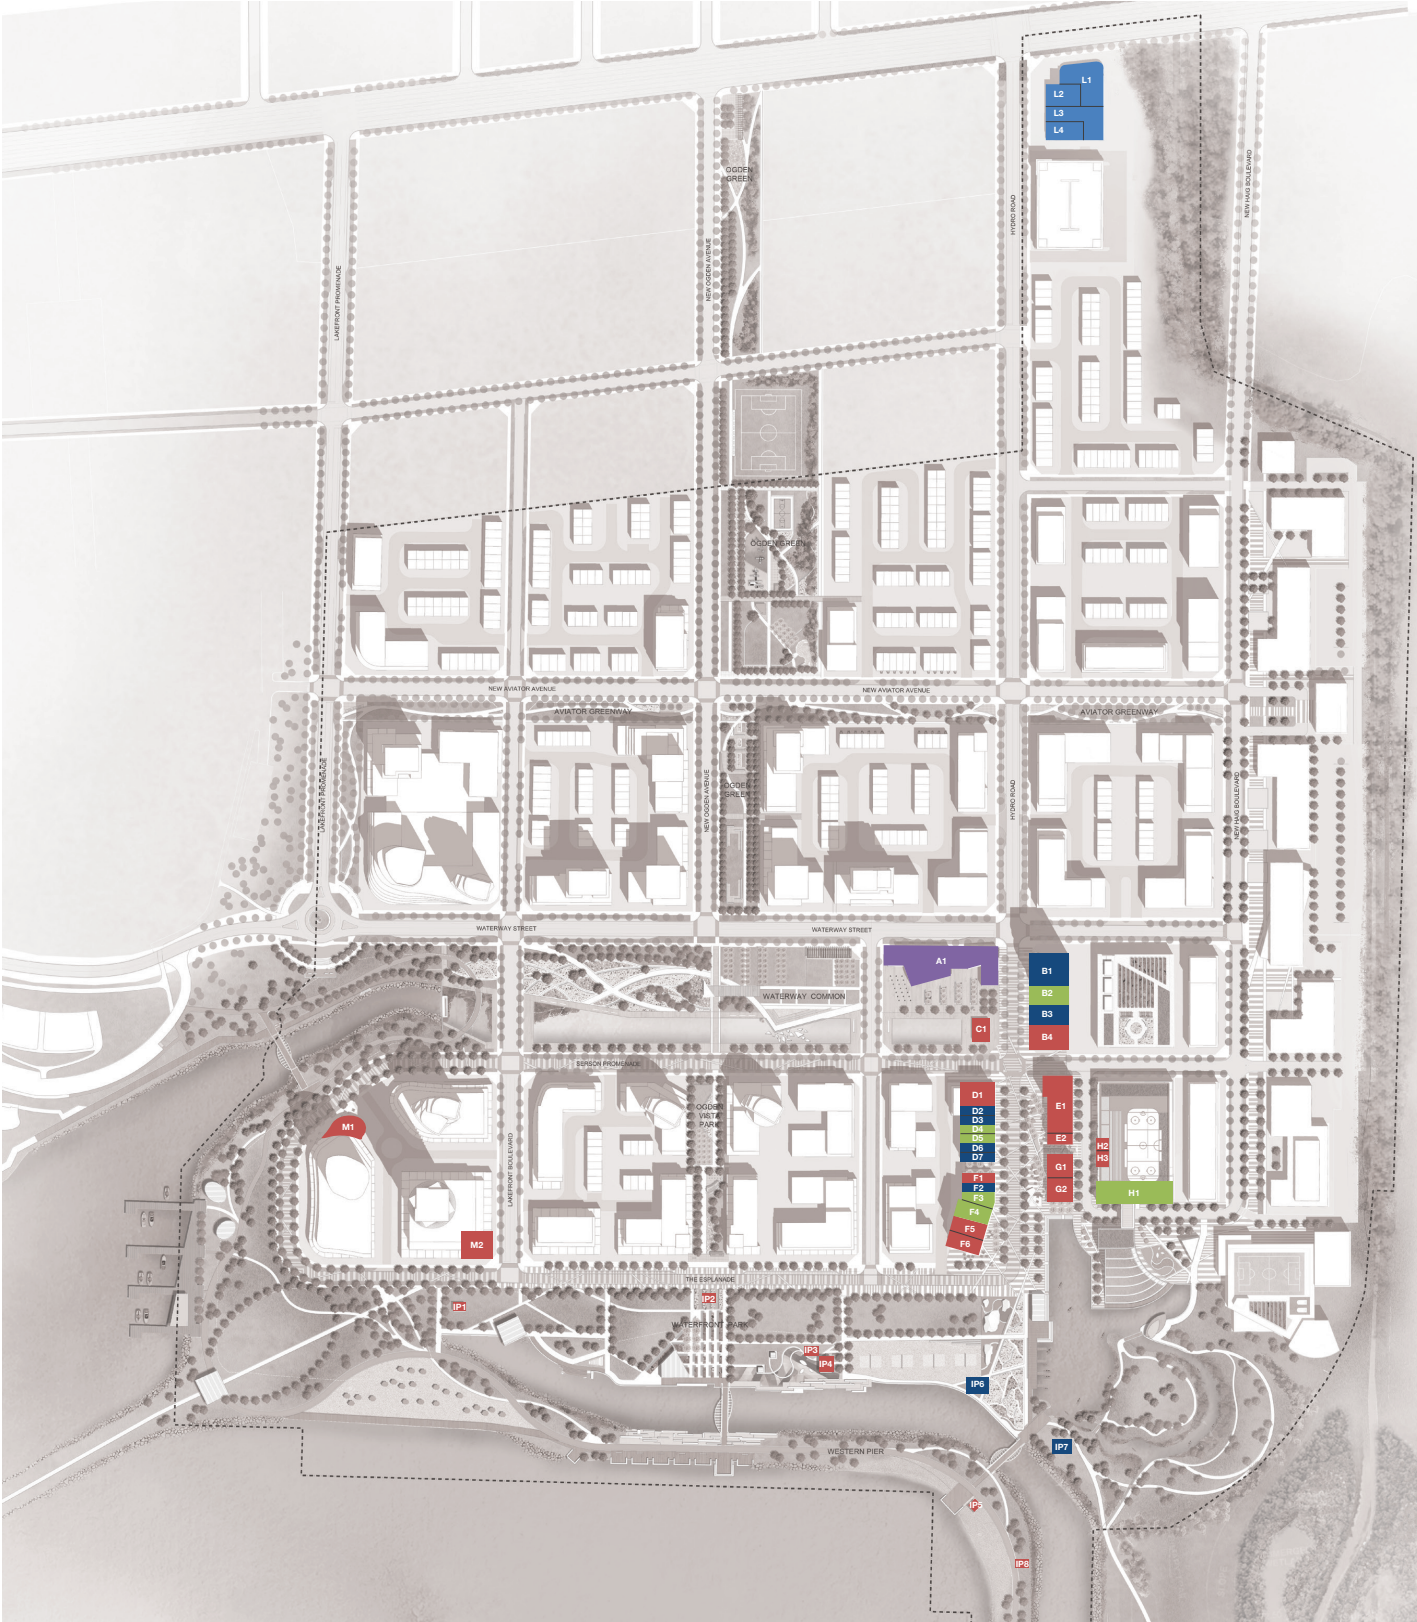 L1
L2
L3
L4
OGDEN
GREEN
NEW HAIG BOULEVARD
HYDRO ROAD
NEW OGDEN AVENUE
LAKEFRONT PROMENADE
OGDEN GREEN
NEW AVIATOR AVENUE
NEW AVIATOR AVENUE
AVIATOR GREENWAY
AVIATOR GREENWAY
LAKEFRONT PROMENADE
NEW OGDEN AVENUE
OGDEN
GREEN
HYDRO ROAD
NEW HAIG BOULEVARD
WATERWAY STREET
WATERWAY STREET
A1
B1
B2
B3
B4
WATERWAY COMMON
C1
SERSON PROMENADE
D1
D2
D3
D4
D5
D6
D7
E1
E2
OGDEN
VISTA
PARK
M1
H2
H3
G1
G2
H1
F1
F2
F3
F4
F5
F6
LAKEFRONT BOULEVARD
M2
THE ESPLANADE
IP1
IP2
WATERFRONT PARK
IP3
IP4
IP6
IP7
WESTERN PIER
IP5
IP8